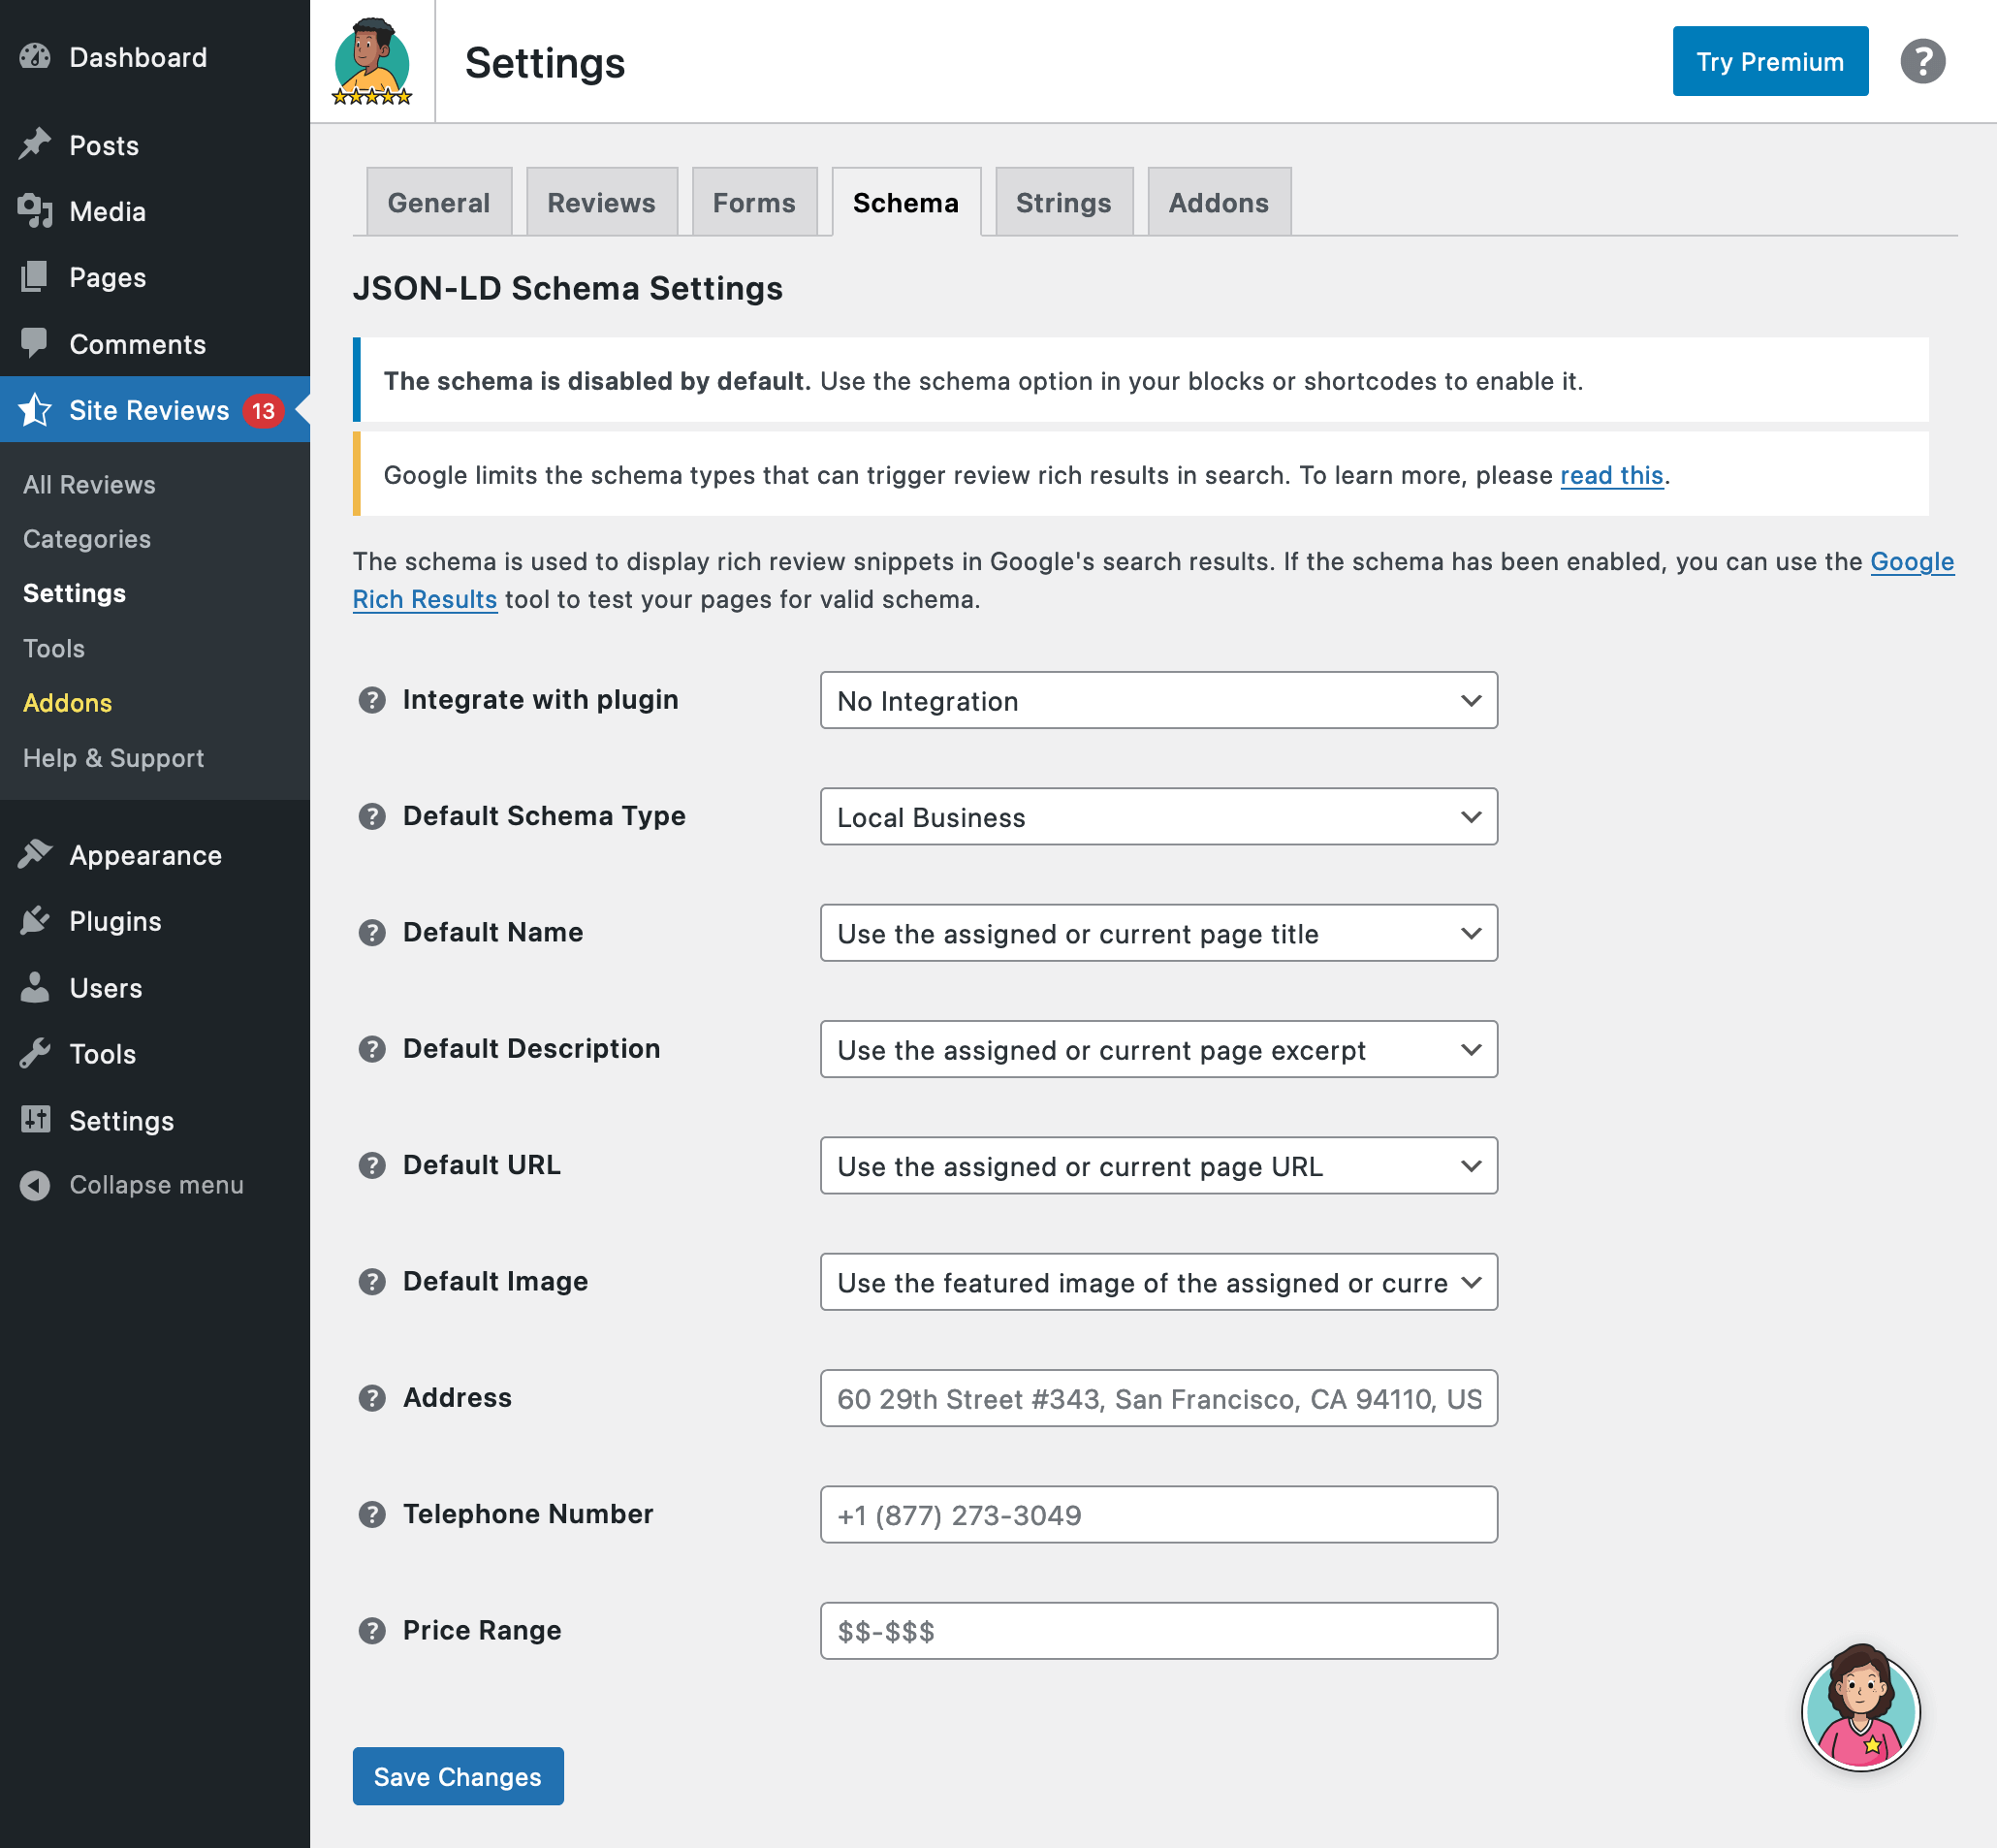 Dashboard
Posts
Media
Pages
Comments
Site Reviews 13
All Reviews
Categories
Settings
Tools
Addons
Help & Support
Appearance
Plugins
Users
Tools
Settings
Collapse menu
Settings
Try Premium
?
General
Reviews
Forms
Schema
Strings
Addons
JSON-LD Schema Settings
The schema is disabled by default. Use the schema option in your blocks or shortcodes to enable it.
Google limits the schema types that can trigger review rich results in search. To learn more, please read this.
The schema is used to display rich review snippets in Google's search results. If the schema has been enabled, you can use the Google
Rich Results tool to test your pages for valid schema.
? Integrate with plugin
No Integration
? Default Schema Type
Local Business
? Default Name
Use the assigned or current page title
? Default Description
Use the assigned or current page excerpt
? Default URL
Use the assigned or current page URL
? Default Image
Use the featured image of the assigned or curre
? Address
60 29th Street #343, San Francisco, CA 94110, US
? Telephone Number
+1 (877) 273-3049
? Price Range
$$-$$$
Save Changes